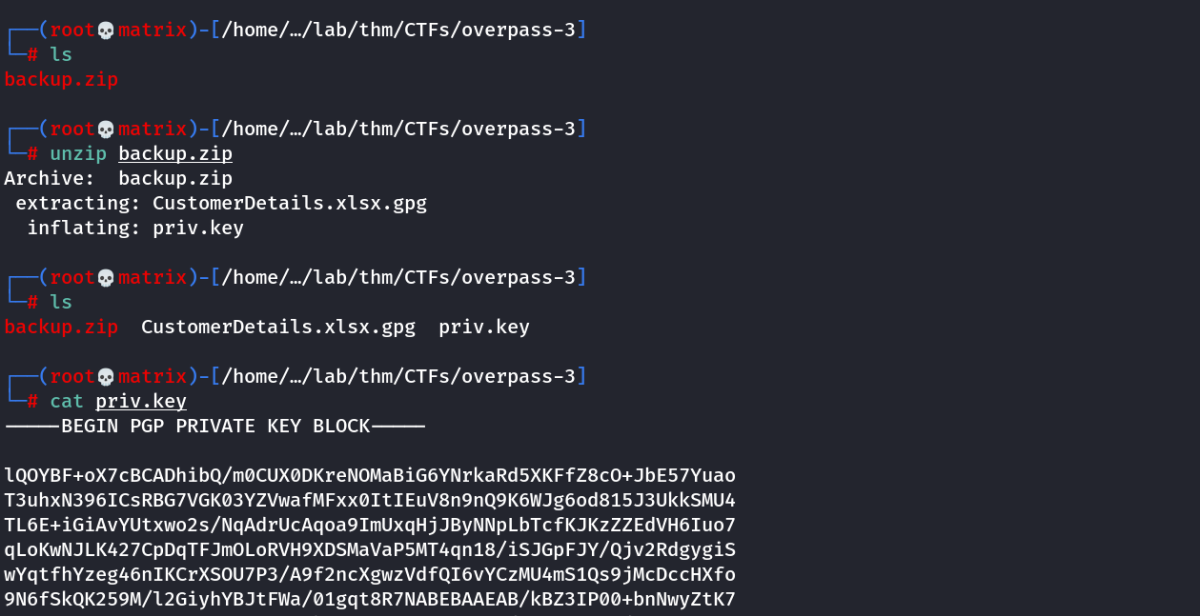 ┌──(root💀matrix)-[/home/…/lab/thm/CTFs/overpass-3]
└─# ls
backup.zip
┌──(root💀matrix)-[/home/…/lab/thm/CTFs/overpass-3]
└─# unzip backup.zip
Archive:  backup.zip
 extracting: CustomerDetails.xlsx.gpg
  inflating: priv.key
┌──(root💀matrix)-[/home/…/lab/thm/CTFs/overpass-3]
└─# ls
backup.zip  CustomerDetails.xlsx.gpg  priv.key
┌──(root💀matrix)-[/home/…/lab/thm/CTFs/overpass-3]
└─# cat priv.key
-----BEGIN PGP PRIVATE KEY BLOCK-----
lQOYBF+oX7cBCADhibQ/m0CUX0DKreNOMaBiG6YNrkaRd5XKFfZ8cO+JbE57Yuao
T3uhxN396ICsRBG7VGK03YZVwafMFxx0ItIEuV8n9nQ9K6WJg6od815J3UkkSMU4
TL6E+iGiAvYUtxwo2s/NqAdrUcAqoa9ImUxqHjJByNNpLbTcfKJKzZZEdVH6Iuo7
qLoKwNJLK427CpDqTFJmOLoRVH9XDSMaVaP5MT4qn18/iSJGpFJY/Qjv2RdgygiS
wYqtfhYzeg46nIKCrXSOU7P3/A9f2ncXgwzVdfQI6vYCzMU4mS1Qs9jMcDccHXfo
9N6fSkQK259M/l2GiyhYBJtFWa/01gqt8R7NABEBAAEAB/kBZ3IP00+bnNwyZtK7